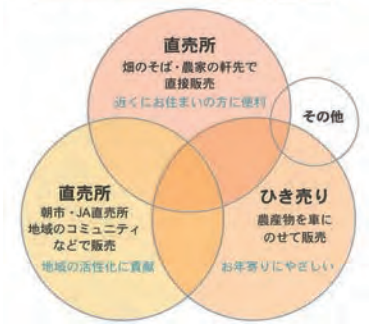 直売所
畑のそば・農家の軒先で
直接販売
近くにお住まいの方に便利
その他
直売所
朝市・JA直売所
地域のコミュニティ
などで販売
地域の活性化に貢献
ひき売り
農産物を車に
のせて販売
お年寄りにやさしい